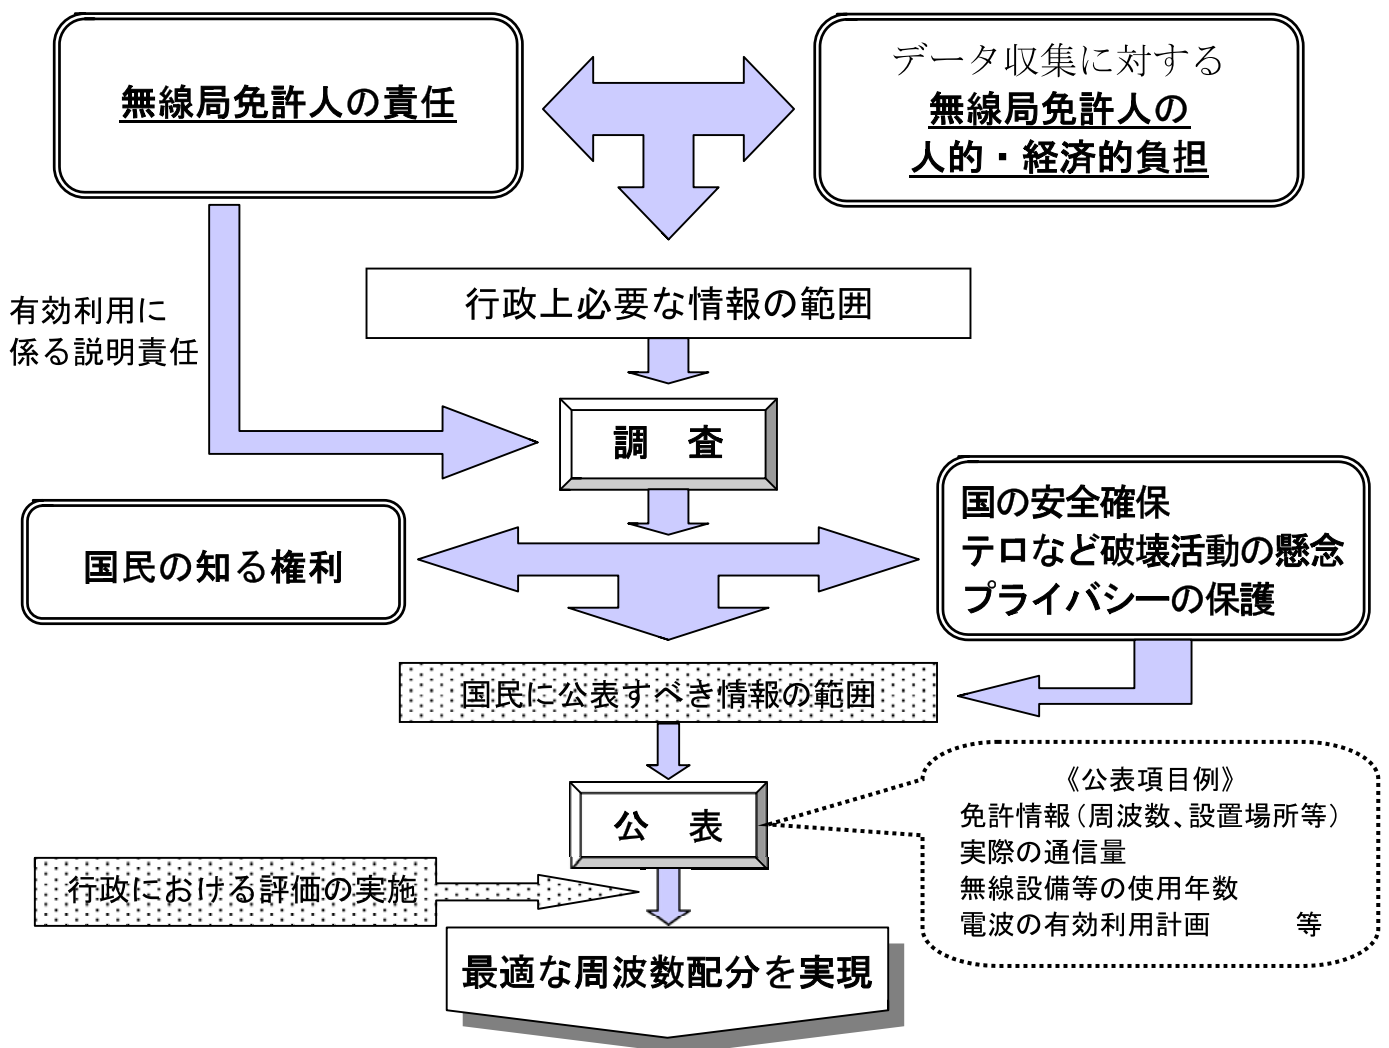 無線局免許人の責任
データ収集に対する
無線局免許人の
人的・経済的負担
行政上必要な情報の範囲
有効利用に
係る説明責任
調　査
国民の知る権利
国の安全確保
テロなど破壊活動の懸念
プライバシーの保護
国民に公表すべき情報の範囲
公　表
《公表項目例》
免許情報（周波数、設置場所等）
実際の通信量
無線設備等の使用年数
電波の有効利用計画　　　等
行政における評価の実施
最適な周波数配分を実現